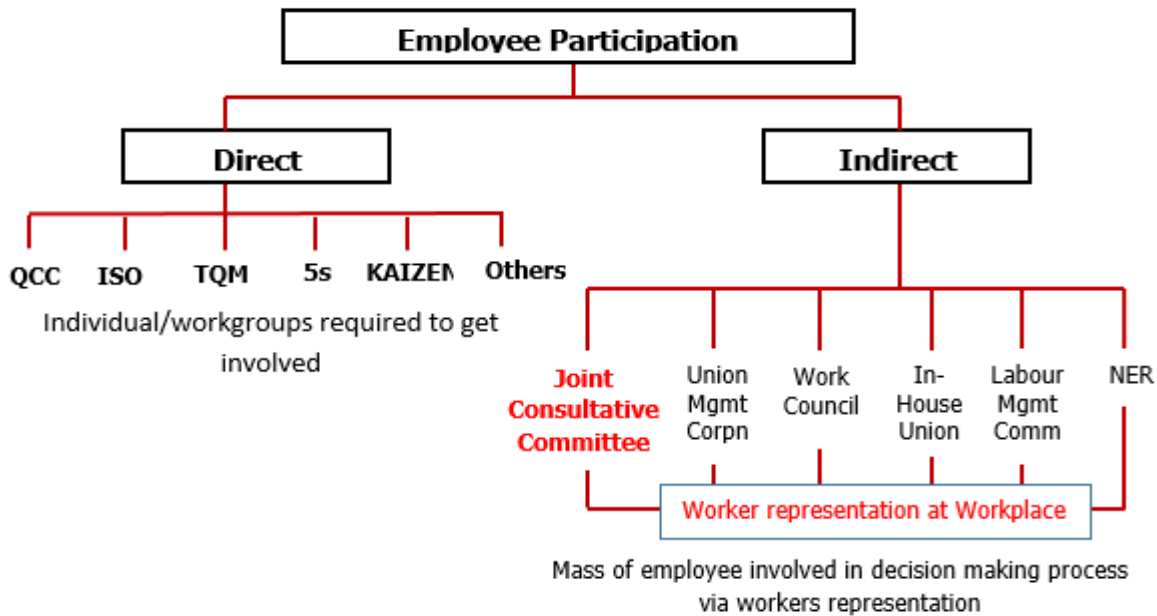 Employee Participation
Direct
Indirect
QCC
ISO
TQM
5s
KAIZEN
Others
Individual/workgroups required to get
involved
Joint
Consultative
Committee
Union
Mgmt
Corpn
Work
Council
In-
House
Union
Labour
Mgmt
Comm
NER
Worker representation at Workplace
Mass of employee involved in decision making process
via workers representation